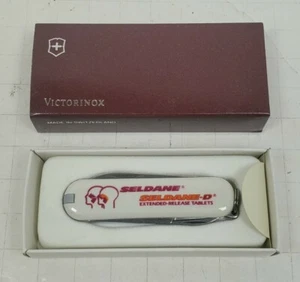 VICTORINOX
SELDANE®
SELDANE-D®
EXTENDED-RELEASE TABLETS